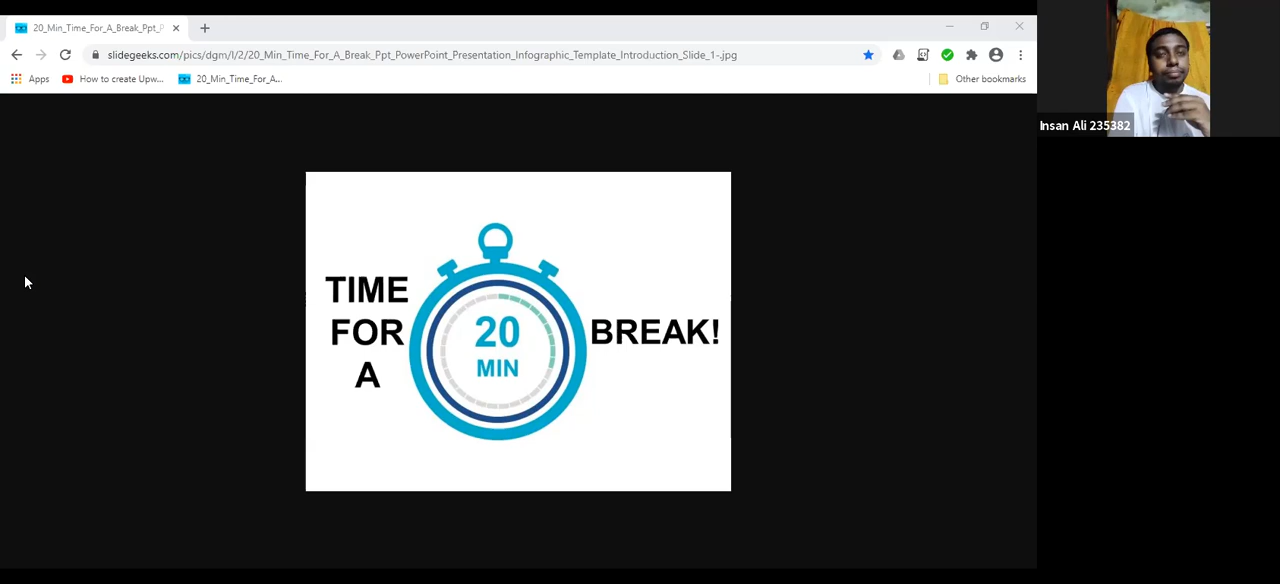 20_Min_Time_For_A_Break_Ppt_P
slidegeeks.com/pics/dgm/l/2/20_Min_Time_For_A_Break_Ppt_PowerPoint_Presentation_Infographic_Template_Introduction_Slide_1-.jpg
Apps
How to create Upw...
20_Min_Time_For_A...
Other bookmarks
Insan Ali 235382
TIME
FOR
A
20
MIN
BREAK!